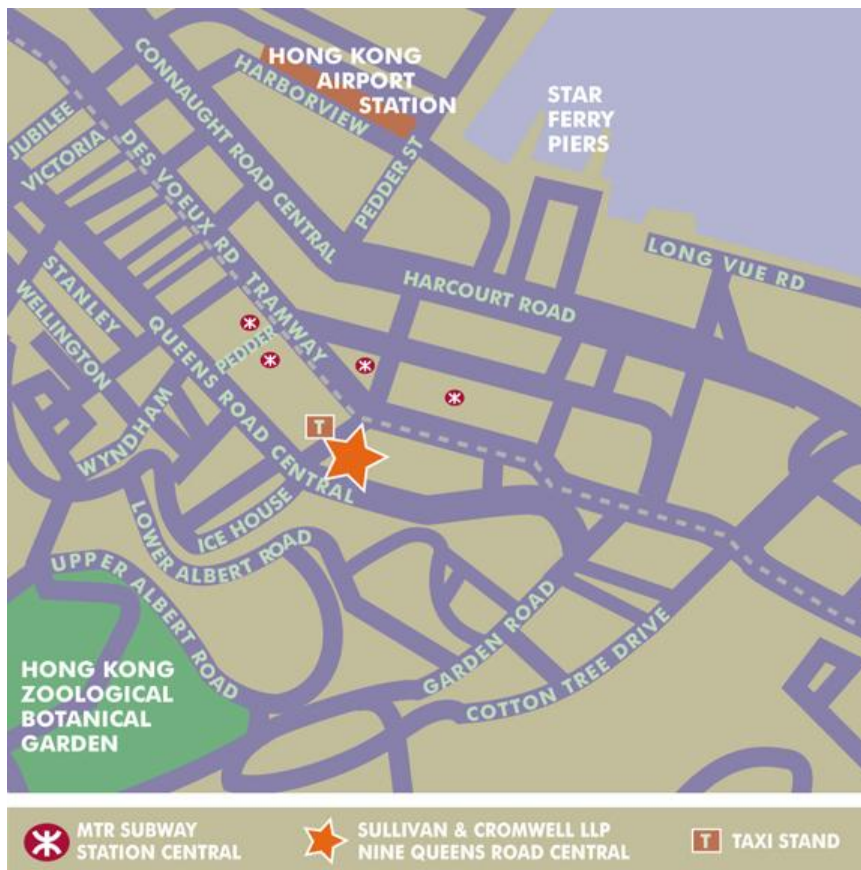 CONNAUGHT ROAD CENTRAL
HONG KONG
AIRPORT
STATION
HARBORVIEW
STAR
FERRY
PIERS
JUBILEE
VICTORIA
DES VOEUX RD TRAMWAY
PEDDER ST
LONG VUE RD
HARCOURT ROAD
STANLEY
WELLINGTON
QUEENS ROAD CENTRAL
PEDDER
WYNDHAM
T
ICE HOUSE
LOWER ALBERT ROAD
UPPER ALBERT ROAD
GARDEN ROAD
COTTON TREE DRIVE
HONG KONG
ZOOLOGICAL
BOTANICAL
GARDEN
MTR SUBWAY
STATION CENTRAL
SULLIVAN & CROMWELL LLP
NINE QUEENS ROAD CENTRAL
T
TAXI STAND